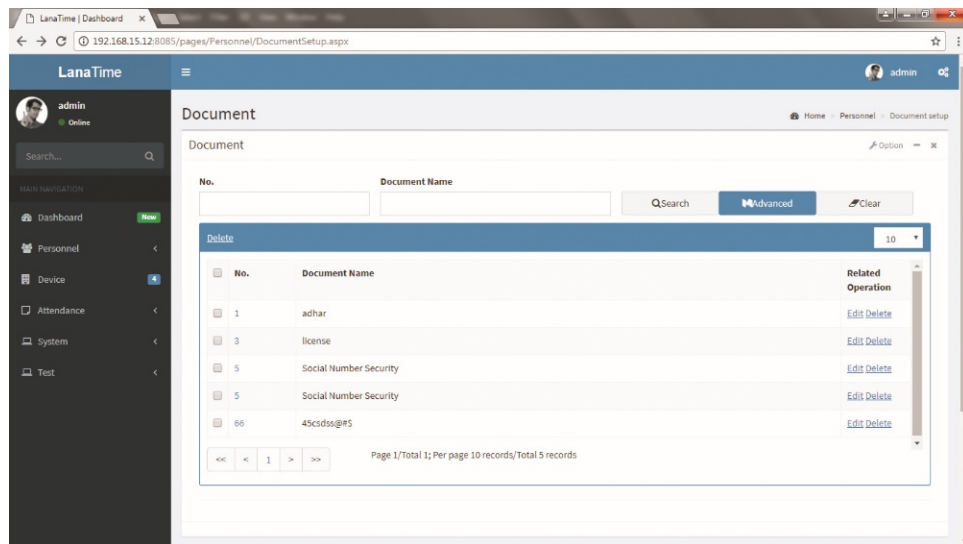 LanaTime | Dashboard
192.168.15.12:8085/pages/Personnel/DocumentSetup.aspx
LanaTime
admin
admin
Online
Document
Home > Personnel > Document setup
Document
Option
Search...
No.
Document Name
Search
Advanced
Clear
MAIN NAVIGATION
Dashboard New
Personnel
Device 4
Attendance
System
Test
Delete
10
No. Document Name Related Operation
1 adhar Edit Delete
3 license Edit Delete
5 Social Number Security Edit Delete
5 Social Number Security Edit Delete
66 45csdss@#$ Edit Delete
<< < 1 > >>
Page 1/Total 1; Per page 10 records/Total 5 records